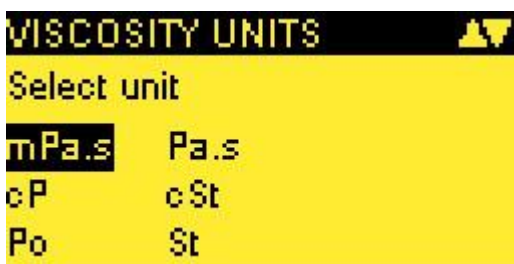 VISCOSITY UNITS
Select unit
mPa.s Pa.s
cP cSt
Po St